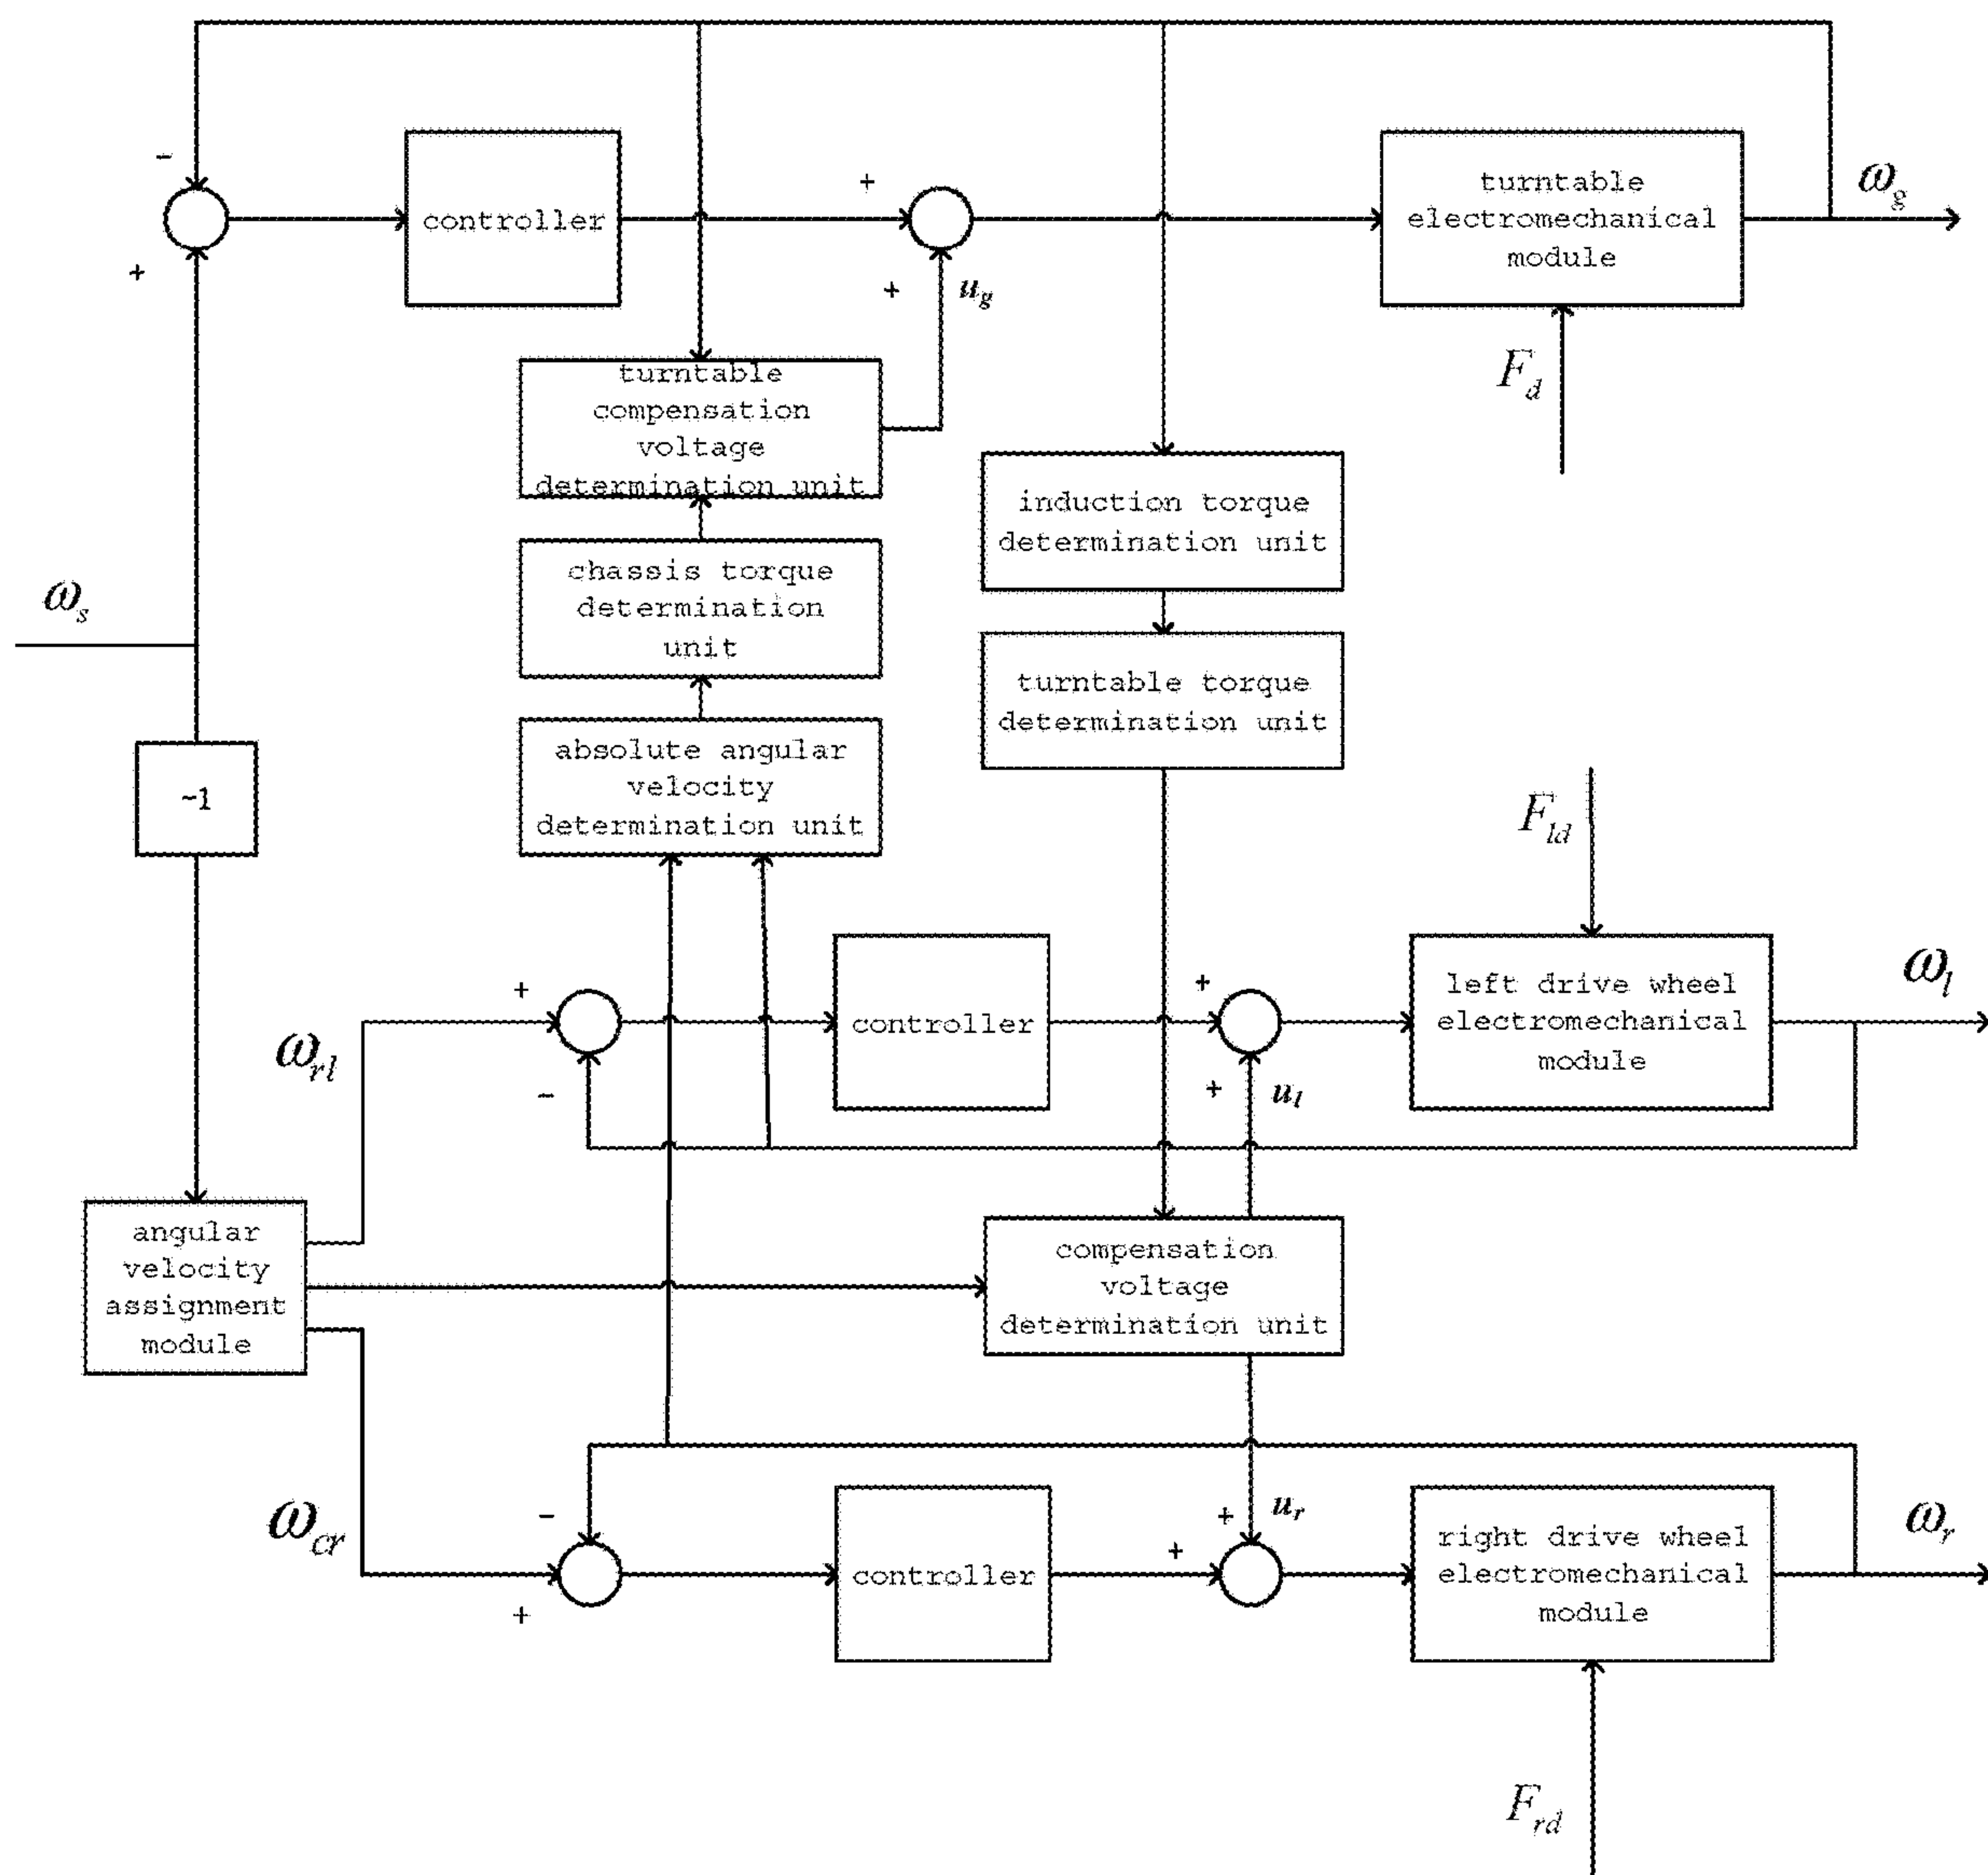 −
+
controller
+
+
u_g
turntable
electromechanical
module
ω_g
F_d
turntable
compensation
voltage
determination unit
induction torque
determination unit
ω_s
chassis torque
determination
unit
turntable torque
determination unit
~1
absolute angular
velocity
determination unit
F_ld
+
−
ω_rl
controller
+
+
u_l
left drive wheel
electromechanical
module
ω_l
angular
velocity
assignment
module
compensation
voltage
determination unit
ω_cr
−
+
controller
+
+
u_r
right drive wheel
electromechanical
module
ω_r
F_rd